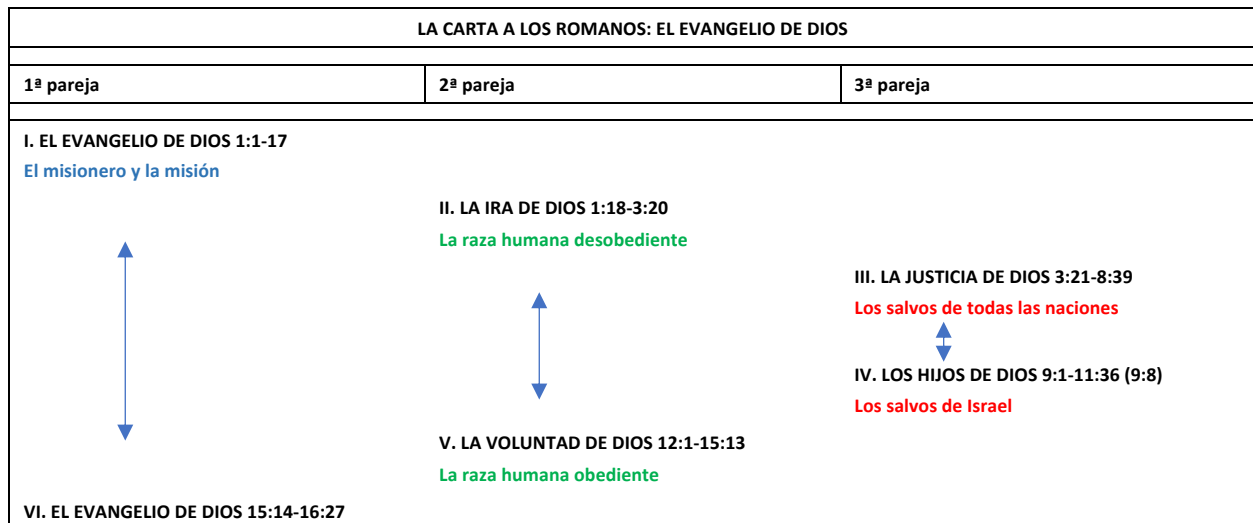 LA CARTA A LOS ROMANOS: EL EVANGELIO DE DIOS
1ª pareja
2ª pareja
3ª pareja
I. EL EVANGELIO DE DIOS 1:1-17
El misionero y la misión
II. LA IRA DE DIOS 1:18-3:20
La raza humana desobediente
III. LA JUSTICIA DE DIOS 3:21-8:39
Los salvos de todas las naciones
IV. LOS HIJOS DE DIOS 9:1-11:36 (9:8)
Los salvos de Israel
V. LA VOLUNTAD DE DIOS 12:1-15:13
La raza humana obediente
VI. EL EVANGELIO DE DIOS 15:14-16:27